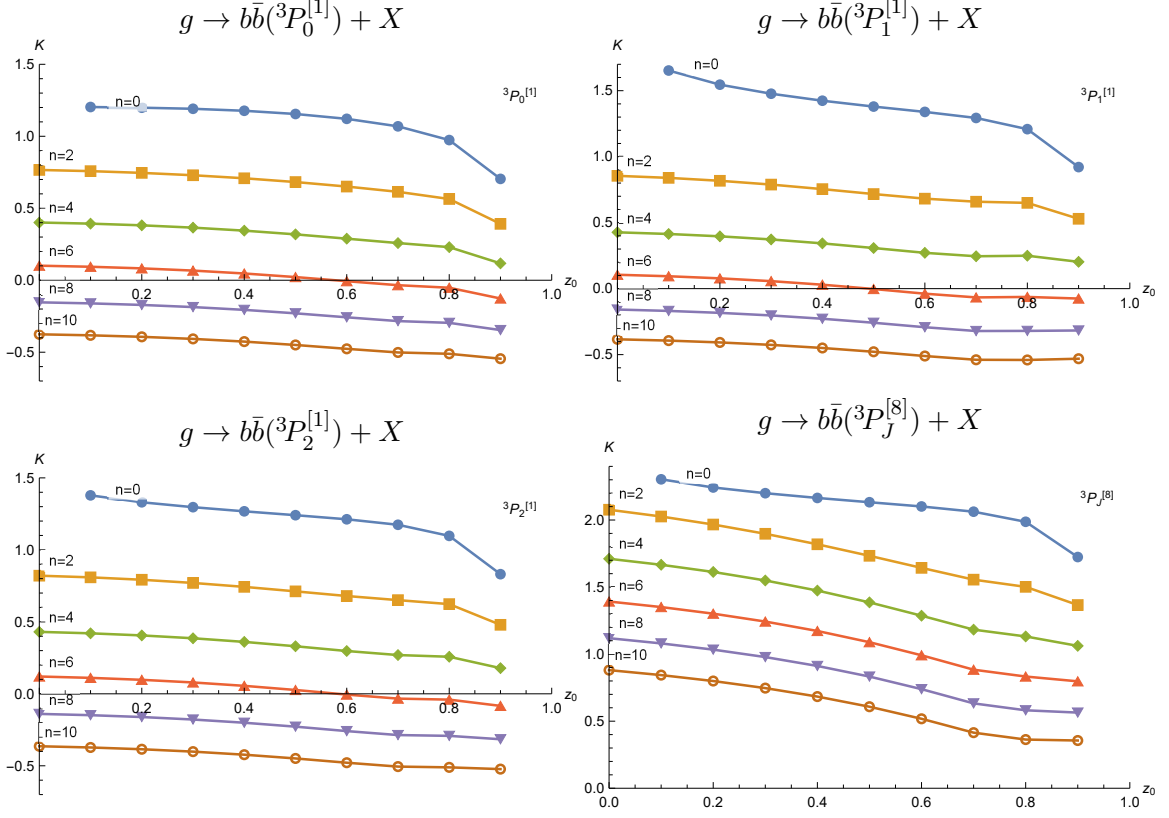 g → bb̄(³P₀^[1]) + X
K
1.5
1.0
0.5
0.0
−0.5
n=0
n=2
n=4
n=6
n=8
n=10
0.2
0.4
0.6
0.8
1.0
z₀
³P₀^[1]
g → bb̄(³P₁^[1]) + X
K
1.5
1.0
0.5
0.0
−0.5
n=0
n=2
n=4
n=6
n=8
n=10
0.2
0.4
0.6
0.8
1.0
z₀
³P₁^[1]
g → bb̄(³P₂^[1]) + X
K
1.5
1.0
0.5
0.0
−0.5
n=0
n=2
n=4
n=6
n=8
n=10
0.2
0.4
0.6
0.8
1.0
z₀
³P₂^[1]
g → bb̄(³P_J^[8]) + X
K
2.0
1.5
1.0
0.5
0.0
n=0
n=2
n=4
n=6
n=8
n=10
0.0
0.2
0.4
0.6
0.8
1.0
z₀
³P_J^[8]